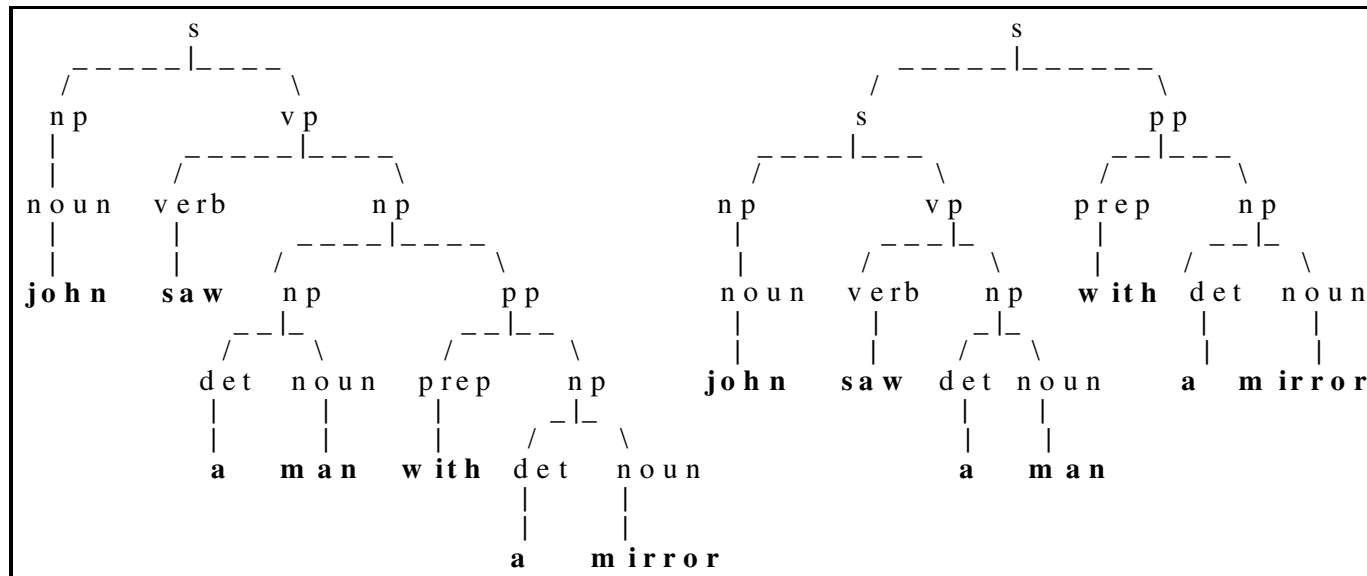 s s
np vp s pp
noun verb np np vp prep np
john saw np pp noun verb np with det noun
det noun prep np john saw det noun a mirror
a man with det noun a man
a mirror